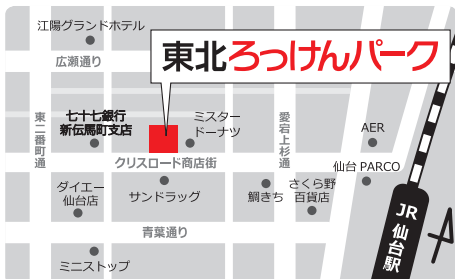 江陽グランドホテル
広瀬通り
東北ろっけんパーク
東二番町通
七十七銀行
新伝馬町支店
ミスター
ドーナツ
愛宕上杉通
AER
クリスロード商店街
仙台 PARCO
ダイエー
仙台店
サンドラッグ
鯛きち
さくら野
百貨店
JR
仙台駅
青葉通り
ミニストップ